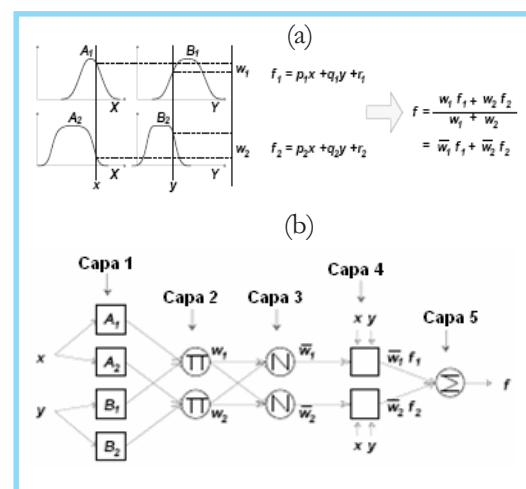 (a)
A₁ B₁
w₁ f₁ = p₁x +q₁y +r₁
X Y
f = w₁ f₁ + w₂ f₂ / w₁ + w₂
A₂ B₂
= w̅₁ f₁ + w̅₂ f₂
w₂ f₂ = p₂x +q₂y +r₂
X Y
x y
(b)
Capa 1
Capa 2 Capa 3 Capa 4
Capa 5
x y
A₁
w₁ w̅₁ w̅₁ f₁
x A₂ Π N
Σ f
y B₁ Π N
w₂ w̅₂ w̅₂ f₂
B₂
x y